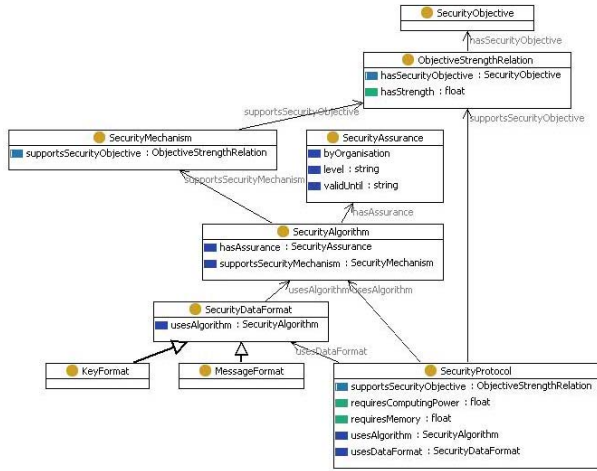 SecurityObjective
hasSecurityObjective
ObjectiveStrengthRelation
hasSecurityObjective : SecurityObjective
hasStrength : float
supportsSecurityObjective
supportsSecurityObjective
SecurityMechanism
supportsSecurityObjective : ObjectiveStrengthRelation
SecurityAssurance
byOrganisation
level : string
validUntil : string
supportsSecurityMechanism
hasAssurance
SecurityAlgorithm
hasAssurance : SecurityAssurance
supportsSecurityMechanism : SecurityMechanism
usesAlgorithm
usesAlgorithm
SecurityDataFormat
usesAlgorithm : SecurityAlgorithm
usesDataFormat
KeyFormat
MessageFormat
SecurityProtocol
supportsSecurityObjective : ObjectiveStrengthRelation
requiresComputingPower : float
requiresMemory : float
usesAlgorithm : SecurityAlgorithm
usesDataFormat : SecurityDataFormat